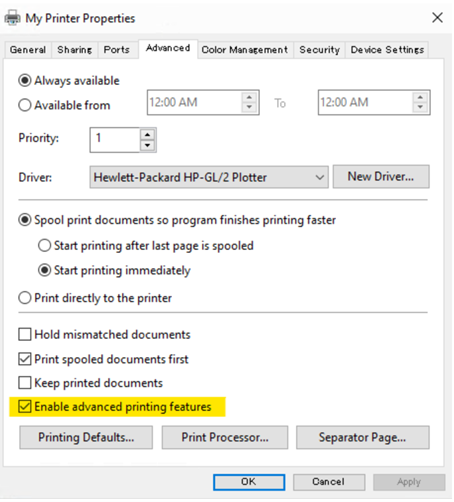 My Printer Properties
General Sharing Ports Advanced Color Management Security Device Settings
Always available
Available from 12:00 AM To 12:00 AM
Priority: 1
Driver: Hewlett-Packard HP-GL/2 Plotter New Driver...
Spool print documents so program finishes printing faster
Start printing after last page is spooled
Start printing immediately
Print directly to the printer
Hold mismatched documents
Print spooled documents first
Keep printed documents
Enable advanced printing features
Printing Defaults... Print Processor... Separator Page...
OK Cancel Apply